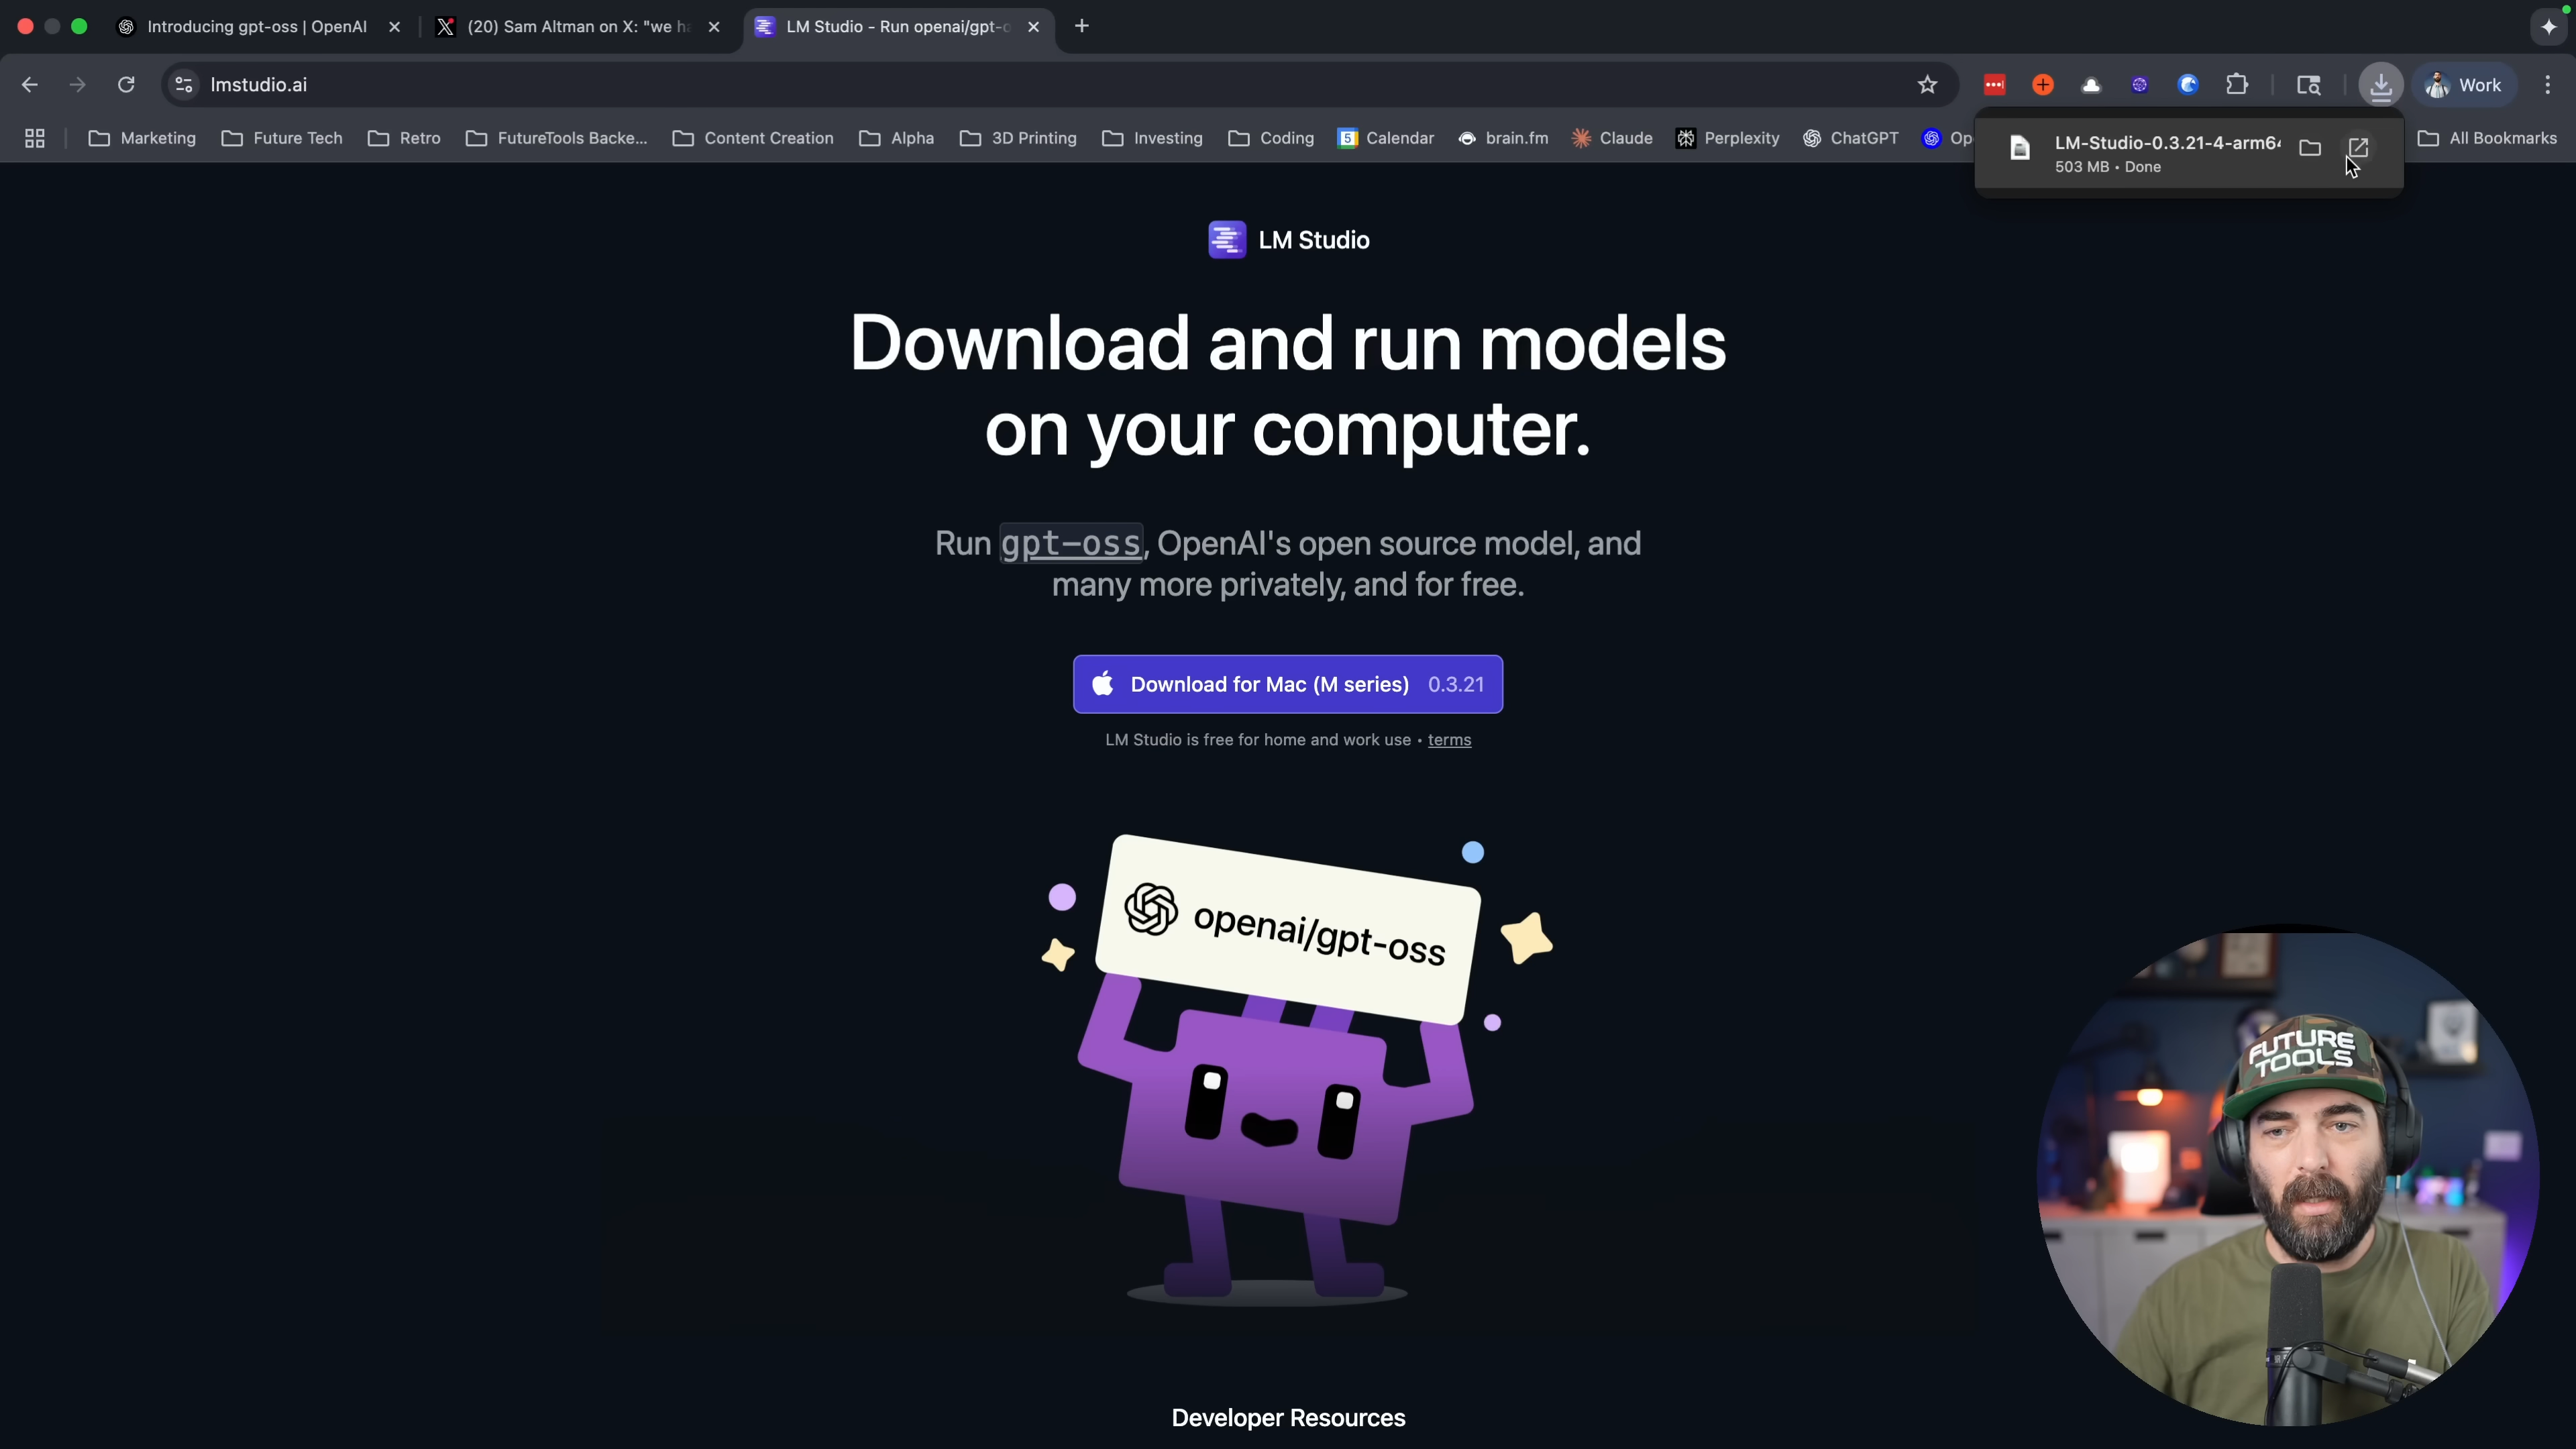 Introducing gpt-oss | OpenAI
(20) Sam Altman on X: "we ha
LM Studio - Run openai/gpt-o
lmstudio.ai
Work
Marketing
Future Tech
Retro
FutureTools Backe...
Content Creation
Alpha
3D Printing
Investing
Coding
5
Calendar
brain.fm
Claude
Perplexity
ChatGPT
Op
All Bookmarks
LM-Studio-0.3.21-4-arm64
503 MB • Done
LM Studio
Download and run models
on your computer.
Run gpt-oss, OpenAI's open source model, and
many more privately, and for free.
Download for Mac (M series) 0.3.21
LM Studio is free for home and work use • terms
openai/gpt-oss
FUTURE
TOOLS
Developer Resources